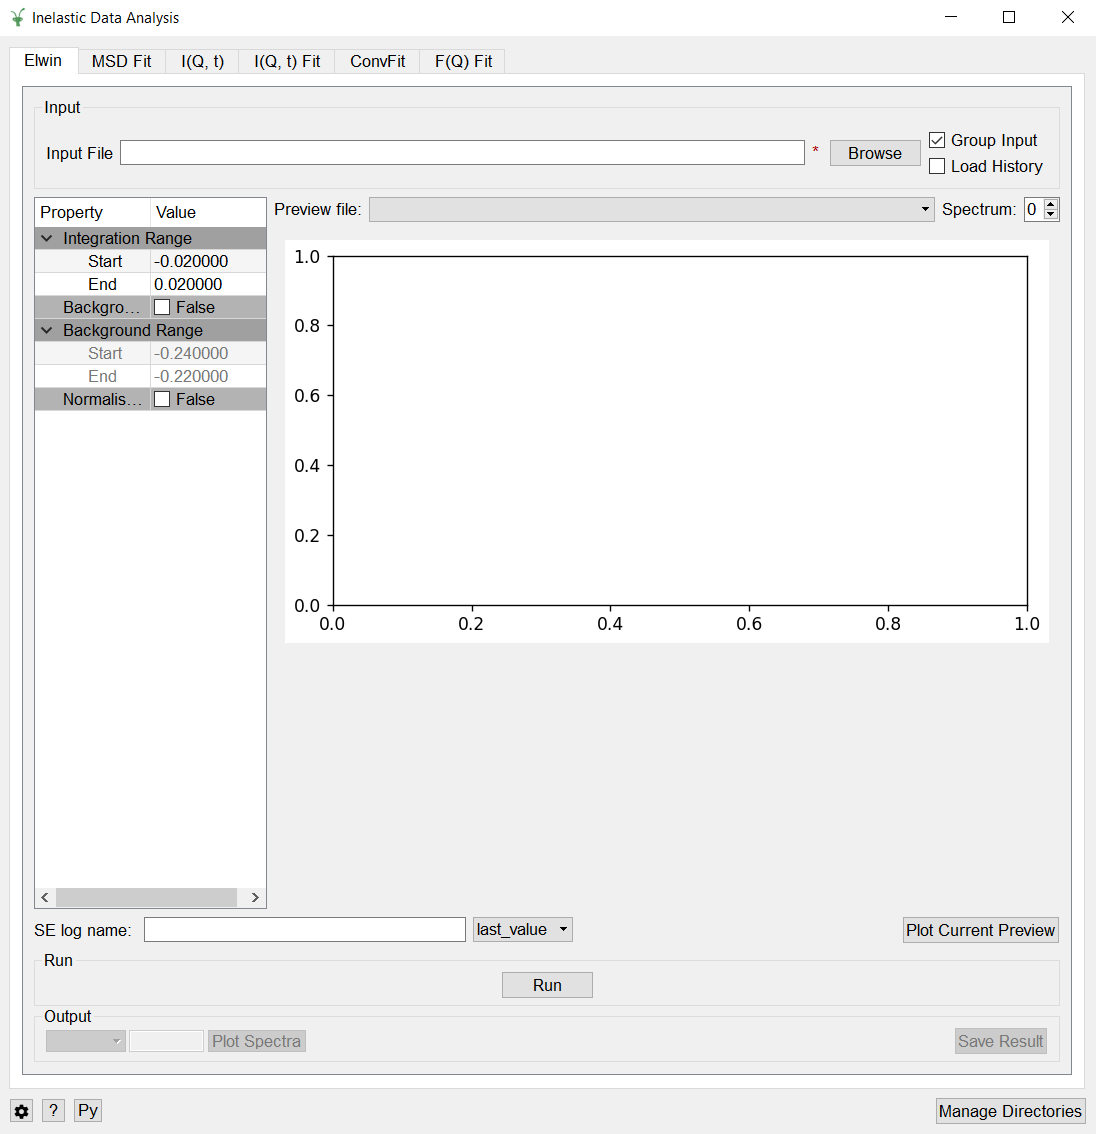 Inelastic Data Analysis
Elwin MSD Fit I(Q, t) I(Q, t) Fit ConvFit F(Q) Fit
Input
Input File * Browse
Group Input
Load History
Property Value
Preview file: Spectrum: 0
Integration Range
Start -0.020000
End 0.020000
Backgro... False
Background Range
Start -0.240000
End -0.220000
Normalis... False
1.0
0.8
0.6
0.4
0.2
0.0
0.0 0.2 0.4 0.6 0.8 1.0
SE log name: last_value Plot Current Preview
Run
Run
Output
Plot Spectra Save Result
? Py Manage Directories